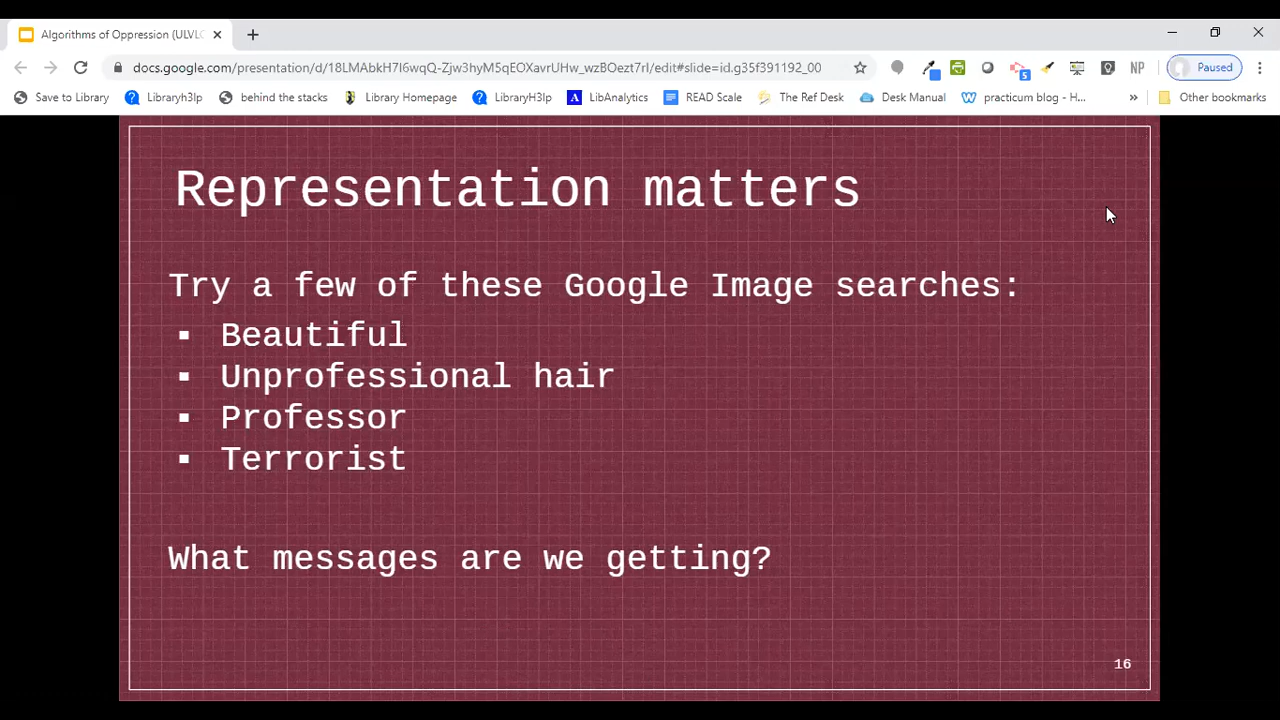 Algorithms of Oppression (ULVLC
docs.google.com/presentation/d/18LMAbkH7I6wqQ-Zjw3hyM5qEOXavrUHw_wzBOezt7rI/edit#slide=id.g35f391192_00
5
NP
Paused
Save to Library
LibraryH3lp
behind the stacks
Library Homepage
LibraryH3lp
LibAnalytics
READ Scale
The Ref Desk
Desk Manual
practicum blog - H...
»
Other bookmarks
Representation matters
Try a few of these Google Image searches:
▪ Beautiful
▪ Unprofessional hair
▪ Professor
▪ Terrorist
What messages are we getting?
16